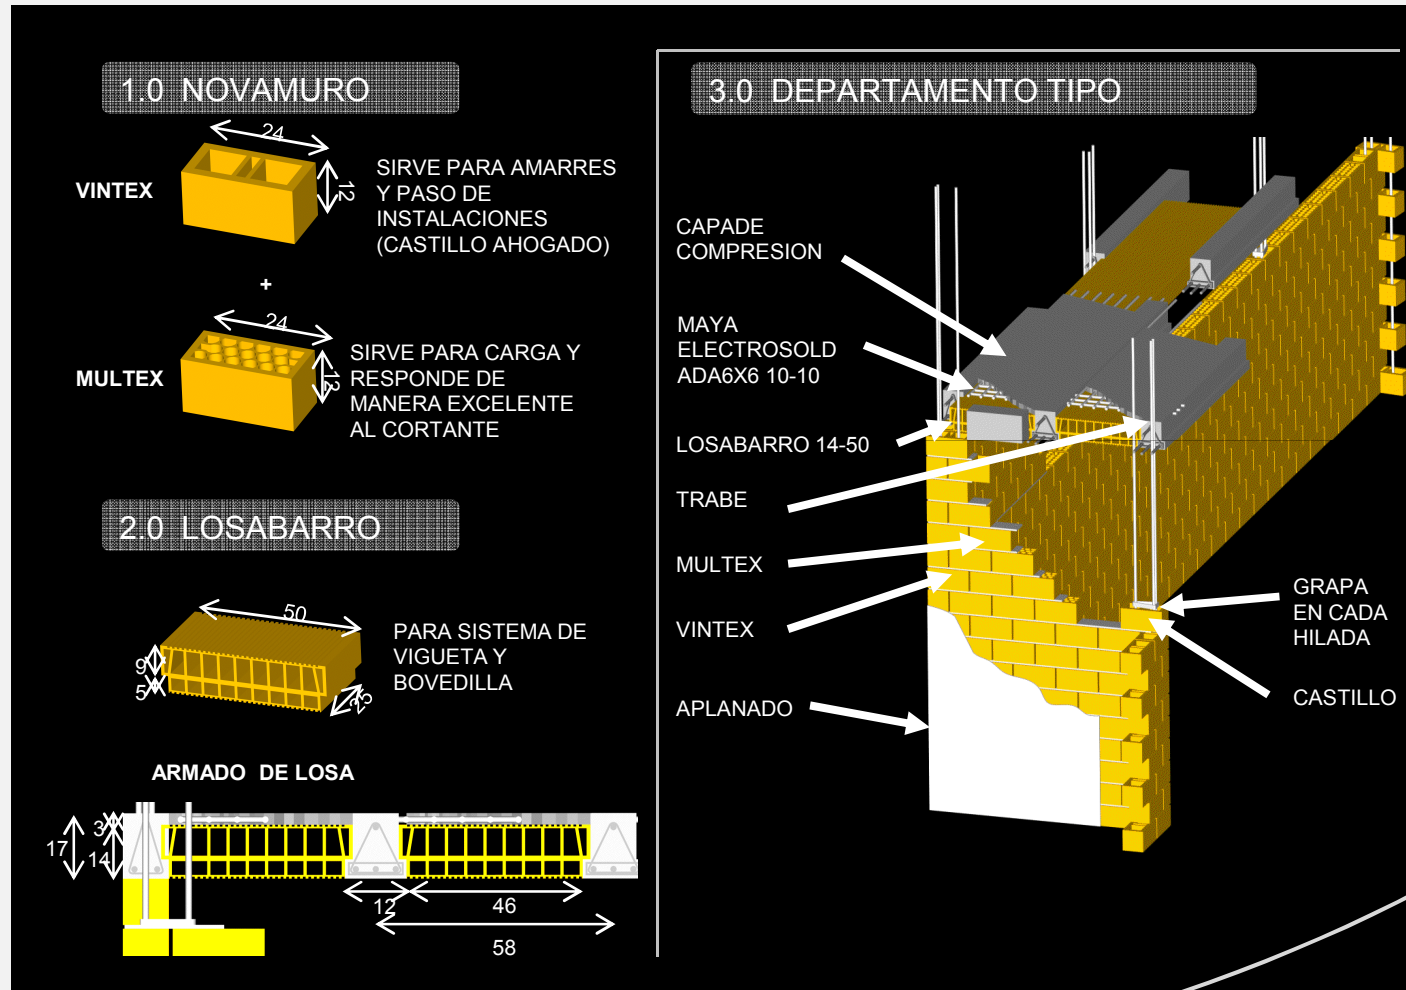 1.0 NOVAMURO
24
12
VINTEX
SIRVE PARA AMARRES
Y PASO DE
INSTALACIONES
(CASTILLO AHOGADO)
+
24
12
MULTEX
SIRVE PARA CARGA Y
RESPONDE DE
MANERA EXCELENTE
AL CORTANTE
2.0 LOSABARRO
50
9
5
25
PARA SISTEMA DE
VIGUETA Y
BOVEDILLA
ARMADO DE LOSA
3
17
14
12
46
58
3.0 DEPARTAMENTO TIPO
CAPADE
COMPRESION
MAYA
ELECTROSOLD
ADA6X6 10-10
LOSABARRO 14-50
TRABE
MULTEX
VINTEX
APLANADO
GRAPA
EN CADA
HILADA
CASTILLO